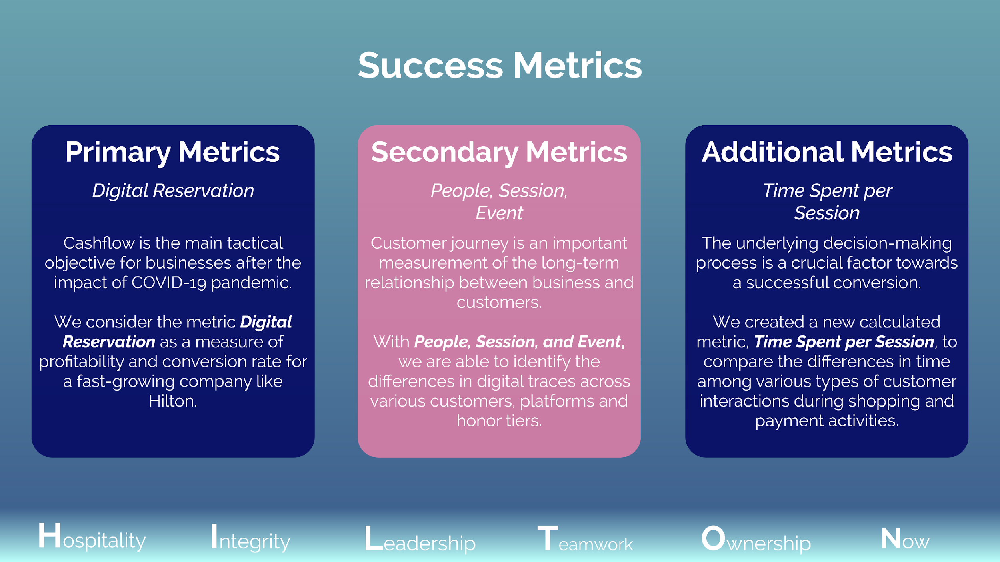 Success Metrics
Primary Metrics
Digital Reservation
Cashflow is the main tactical
objective for businesses after the
impact of COVID-19 pandemic.
We consider the metric Digital
Reservation as a measure of
profitability and conversion rate for
a fast-growing company like
Hilton.
Secondary Metrics
People, Session,
Event
Customer journey is an important
measurement of the long-term
relationship between business and
customers.
With People, Session, and Event,
we are able to identify the
differences in digital traces across
various customers, platforms and
honor tiers.
Additional Metrics
Time Spent per
Session
The underlying decision-making
process is a crucial factor towards
a successful conversion.
We created a new calculated
metric, Time Spent per Session, to
compare the differences in time
among various types of customer
interactions during shopping and
payment activities.
Hospitality Integrity Leadership Teamwork Ownership Now